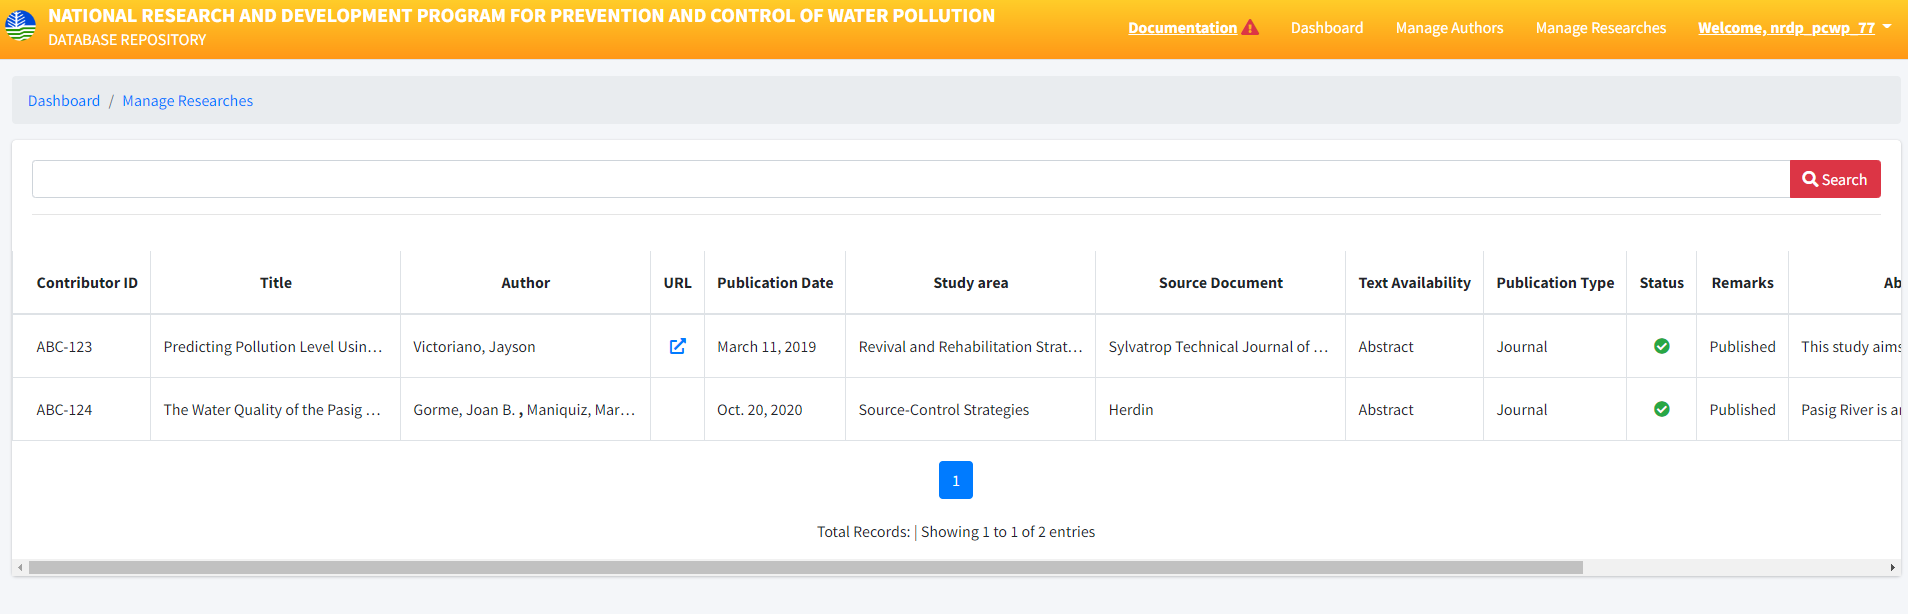 NATIONAL RESEARCH AND DEVELOPMENT PROGRAM FOR PREVENTION AND CONTROL OF WATER POLLUTION
DATABASE REPOSITORY
Documentation Dashboard Manage Authors Manage Researches Welcome, nrdp_pcwp_77
Dashboard / Manage Researches
Search
Contributor ID Title Author URL Publication Date Study area Source Document Text Availability Publication Type Status Remarks Ab
ABC-123 Predicting Pollution Level Usin... Victoriano, Jayson March 11, 2019 Revival and Rehabilitation Strat... Sylvatrop Technical Journal of ... Abstract Journal Published This study aims
ABC-124 The Water Quality of the Pasig ... Gorme, Joan B. , Maniquiz, Mar... Oct. 20, 2020 Source-Control Strategies Herdin Abstract Journal Published Pasig River is
1
Total Records: | Showing 1 to 1 of 2 entries